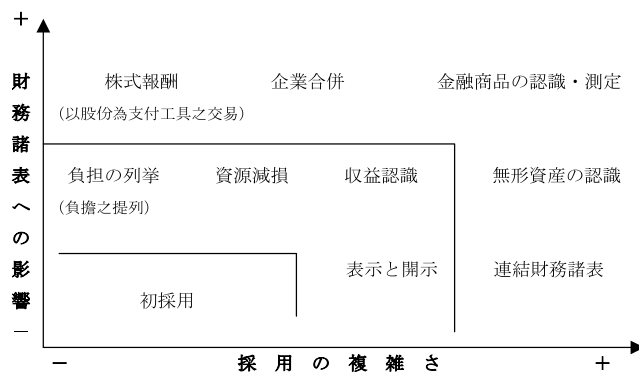 ＋
財務諸表への影響
－
株式報酬 企業合併 金融商品の認識・測定
（以股份為支付工具之交易）
負担の列挙 資源減損 収益認識 無形資産の認識
（負擔之提列）
表示と開示 連結財務諸表
初採用
－ 採用の複雑さ ＋